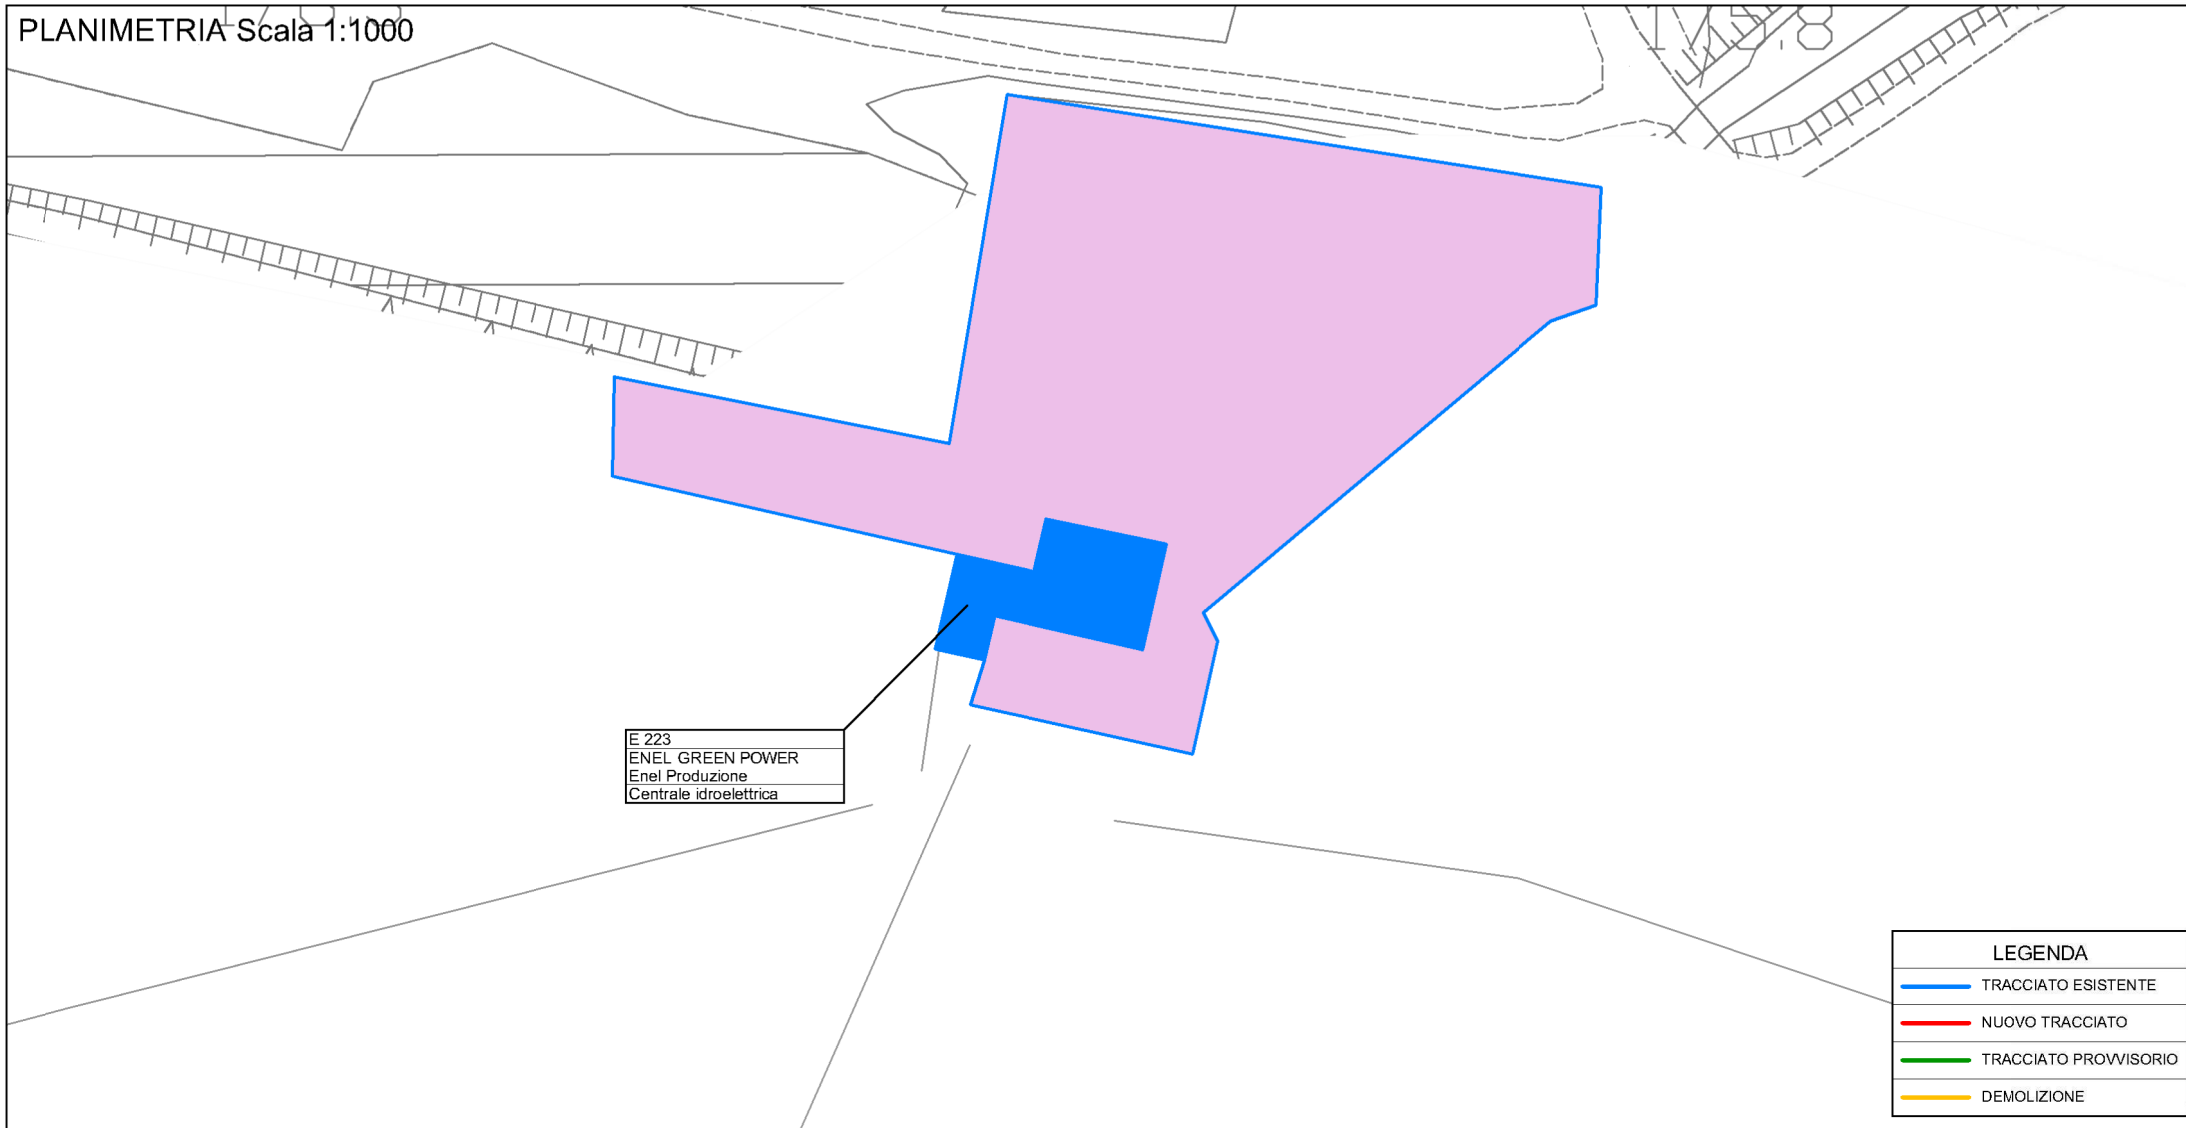 PLANIMETRIA Scala 1:1000
E 223
ENEL GREEN POWER
Enel Produzione
Centrale idroelettrica
LEGENDA
TRACCIATO ESISTENTE
NUOVO TRACCIATO
TRACCIATO PROVVISORIO
DEMOLIZIONE